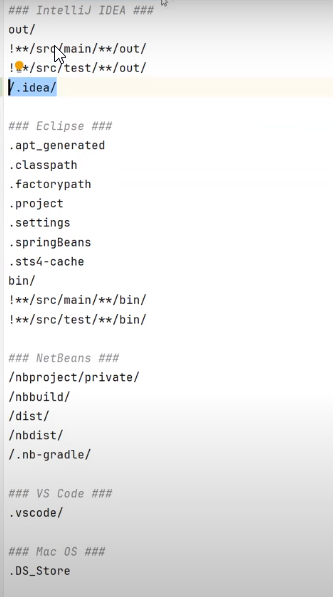 ### IntelliJ IDEA ###
out/
!**/src/main/**/out/
!**/src/test/**/out/
/.idea/
### Eclipse ###
.apt_generated
.classpath
.factorypath
.project
.settings
.springBeans
.sts4-cache
bin/
!**/src/main/**/bin/
!**/src/test/**/bin/
### NetBeans ###
/nbproject/private/
/nbbuild/
/dist/
/nbdist/
/.nb-gradle/
### VS Code ###
.vscode/
### Mac OS ###
.DS_Store